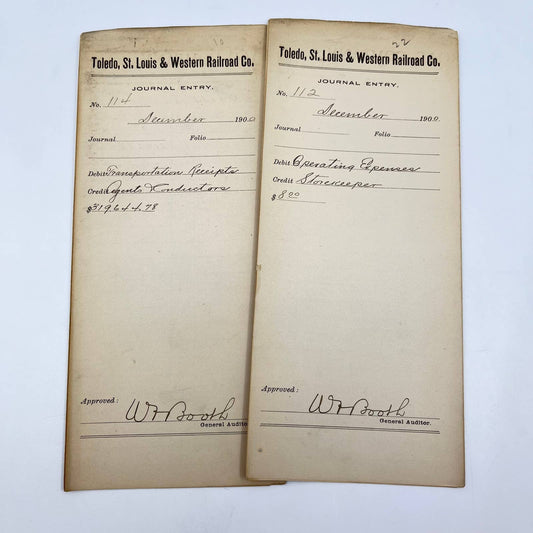 10
Toledo, St. Louis & Western Railroad Co.
JOURNAL ENTRY.
No. 114
December 1900
Journal Folio
Debit Transportation Receipts
Credit Agents & Conductors
$319644.78
Approved:
W H Booth
General Auditor.
22
Toledo, St. Louis & Western Railroad Co.
JOURNAL ENTRY.
No. 112
December 1900
Journal Folio
Debit Operating Expenses
Credit Storekeeper
$8.00
Approved:
W H Booth
General Auditor.